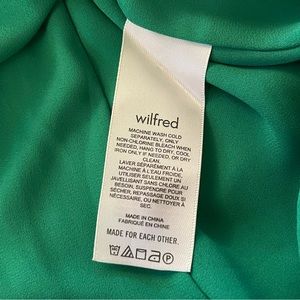 wilfred
MACHINE WASH COLD
SEPARATELY, ONLY
NON-CHLORINE BLEACH WHEN
NEEDED, HANG TO DRY, COOL
IRON ONLY IF NEEDED, OR DRY
CLEAN.
LAVER SÉPARÉMENT À LA
MACHINE À L'EAU FROIDE,
UTILISER SEULEMENT UN
JAVELLISANT SANS CHLORE AU
BESOIN, SUSPENDRE POUR
SÉCHER, REPASSAGE TIÈDE SI
NÉCESSAIRE, OU NETTOYER À
SEC.
MADE IN CHINA
FABRIQUÉ EN CHINE
MADE FOR EACH OTHER.
P